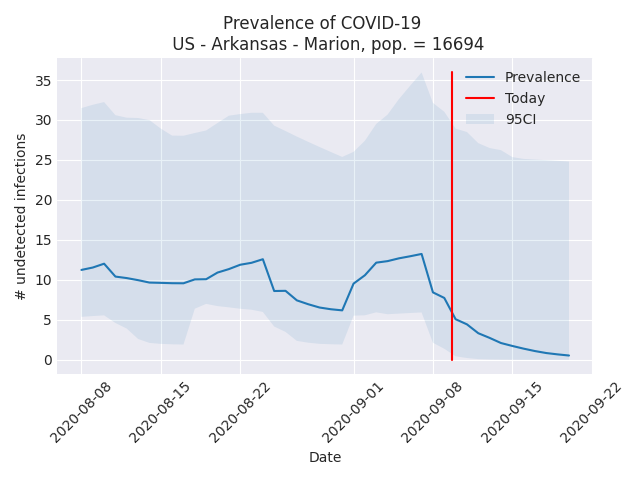 Prevalence of COVID-19
US - Arkansas - Marion, pop. = 16694
Prevalence
Today
95CI
35
30
25
20
15
10
5
0
# undetected infections
2020-08-08
2020-08-15
2020-08-22
2020-09-01
2020-09-08
2020-09-15
2020-09-22
Date